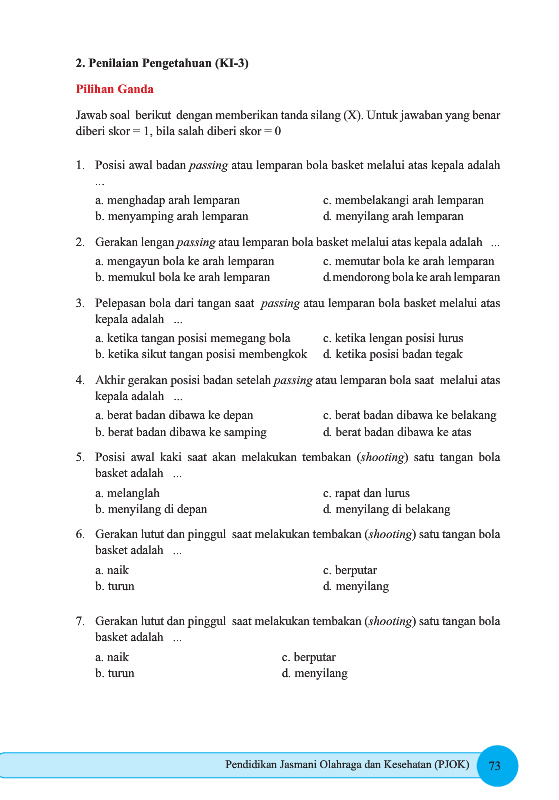 2. Penilaian Pengetahuan (KI-3)
Pilihan Ganda
Jawab soal berikut dengan memberikan tanda silang (X). Untuk jawaban yang benar
diberi skor = 1, bila salah diberi skor = 0
1. Posisi awal badan passing atau lemparan bola basket melalui atas kepala adalah
...
a. menghadap arah lemparan c. membelakangi arah lemparan
b. menyamping arah lemparan d. menyilang arah lemparan
2. Gerakan lengan passing atau lemparan bola basket melalui atas kepala adalah ...
a. mengayun bola ke arah lemparan c. memutar bola ke arah lemparan
b. memukul bola ke arah lemparan d.mendorong bola ke arah lemparan
3. Pelepasan bola dari tangan saat passing atau lemparan bola basket melalui atas
kepala adalah ...
a. ketika tangan posisi memegang bola c. ketika lengan posisi lurus
b. ketika sikut tangan posisi membengkok d. ketika posisi badan tegak
4. Akhir gerakan posisi badan setelah passing atau lemparan bola saat melalui atas
kepala adalah ...
a. berat badan dibawa ke depan c. berat badan dibawa ke belakang
b. berat badan dibawa ke samping d. berat badan dibawa ke atas
5. Posisi awal kaki saat akan melakukan tembakan (shooting) satu tangan bola
basket adalah ...
a. melanglah c. rapat dan lurus
b. menyilang di depan d. menyilang di belakang
6. Gerakan lutut dan pinggul saat melakukan tembakan (shooting) satu tangan bola
basket adalah ...
a. naik c. berputar
b. turun d. menyilang
7. Gerakan lutut dan pinggul saat melakukan tembakan (shooting) satu tangan bola
basket adalah ...
a. naik c. berputar
b. turun d. menyilang
Pendidikan Jasmani Olahraga dan Kesehatan (PJOK) 73